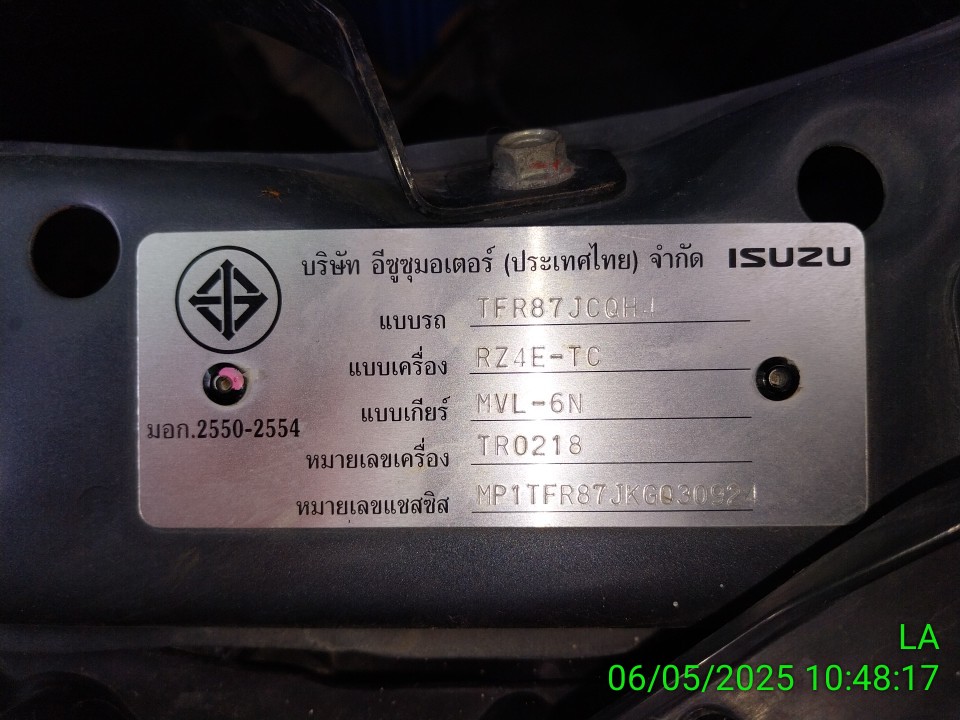 บริษัท อีซูซุมอเตอร์ (ประเทศไทย) จำกัด ISUZU
แบบรถ
แบบเครื่อง RZ4E-TC
แบบเกียร์ MVL-6N
มอก.2550-2554
หมายเลขเครื่อง TR0218
หมายเลขแชสซิส
LA
06/05/2025 10:48:17